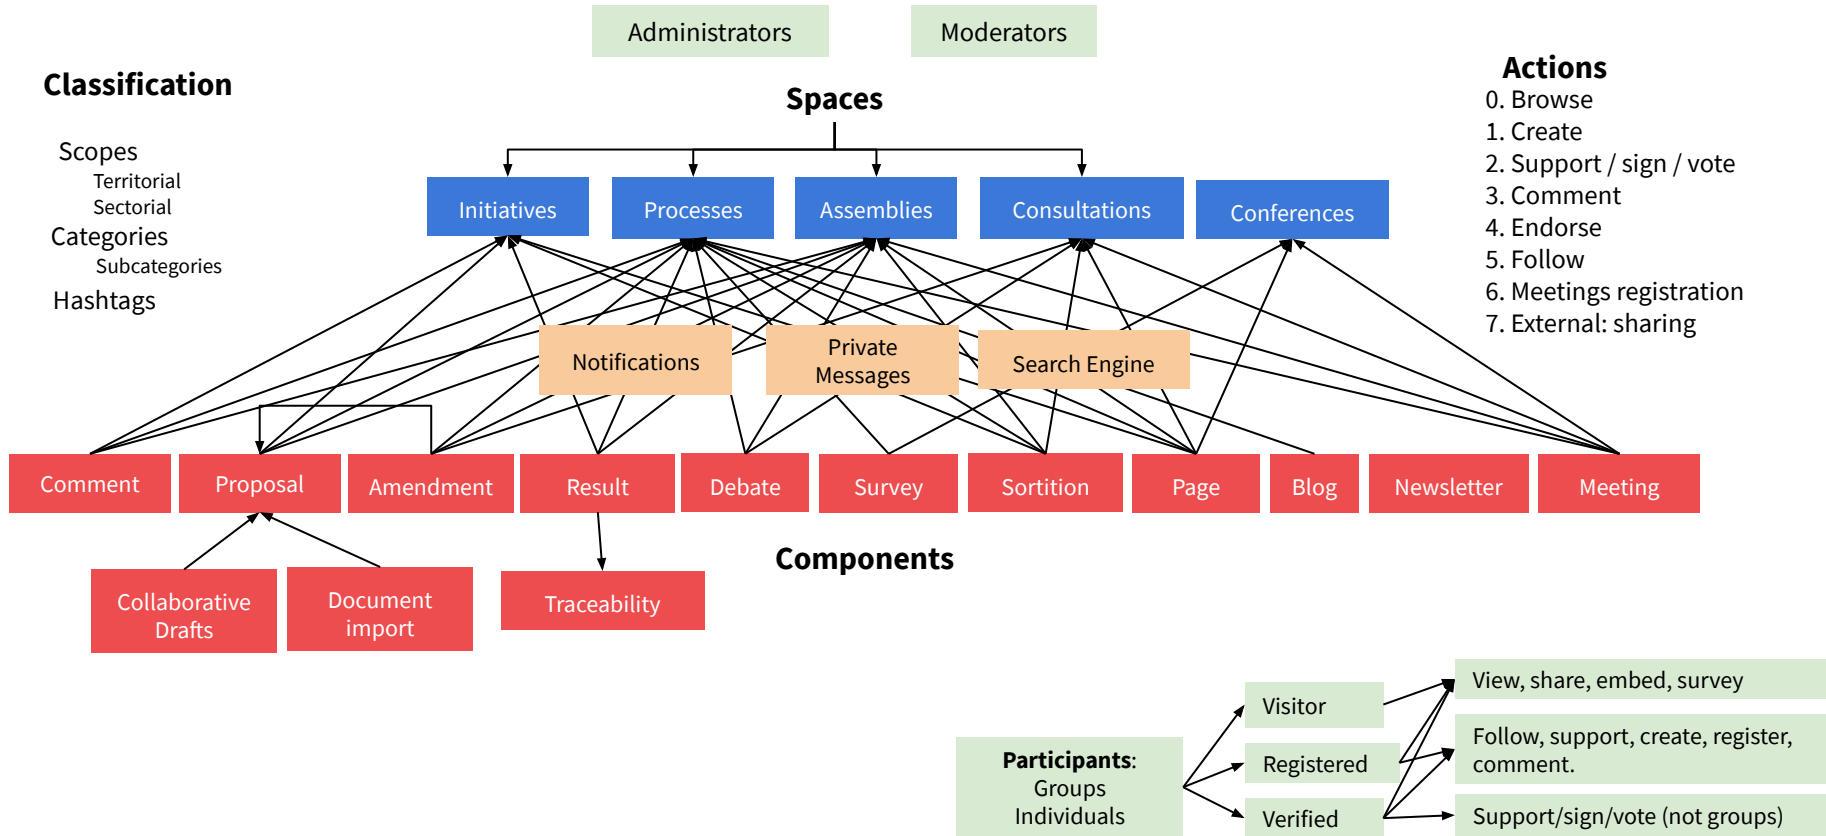 Administrators
Moderators
Classification
Scopes
Territorial
Sectorial
Categories
Subcategories
Hashtags
Spaces
Actions
0. Browse
1. Create
2. Support / sign / vote
3. Comment
4. Endorse
5. Follow
6. Meetings registration
7. External: sharing
Initiatives
Processes
Assemblies
Consultations
Conferences
Notifications
Private
Messages
Search Engine
Comment
Proposal
Amendment
Result
Debate
Survey
Sortition
Page
Blog
Newsletter
Meeting
Components
Collaborative
Drafts
Document
import
Traceability
Participants:
Groups
Individuals
Visitor
Registered
Verified
View, share, embed, survey
Follow, support, create, register,
comment.
Support/sign/vote (not groups)